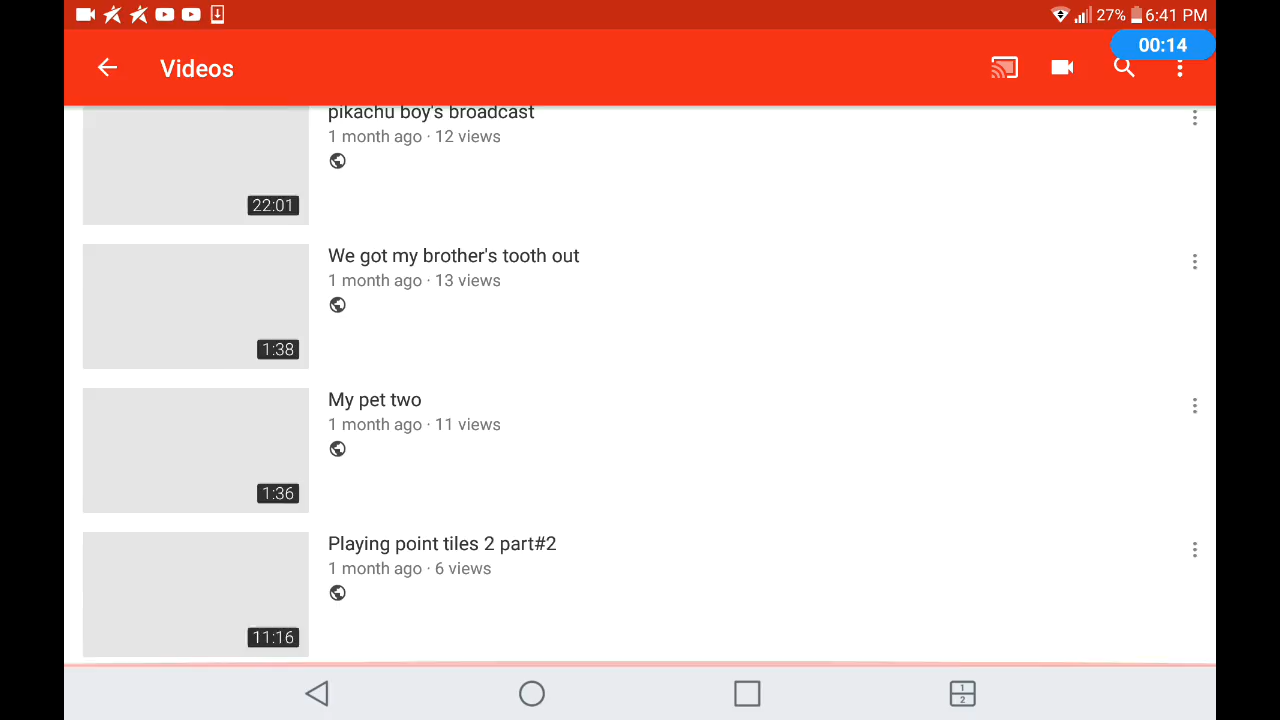 27% 6:41 PM
00:14
Videos
pikachu boy's broadcast
1 month ago · 12 views
22:01
We got my brother's tooth out
1 month ago · 13 views
1:38
My pet two
1 month ago · 11 views
1:36
Playing point tiles 2 part#2
1 month ago · 6 views
11:16
1
2